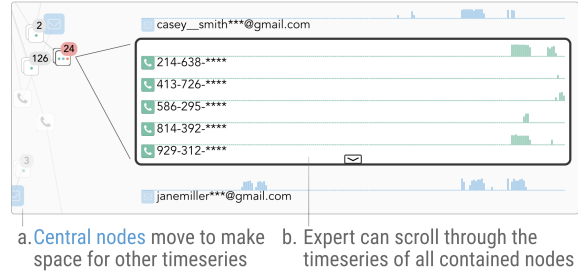 2
casey__smith***@gmail.com
24
126
214-638-****
413-726-****
586-295-****
814-392-****
3
929-312-****
janemiller***@gmail.com
a. Central nodes move to make
space for other timeseries
b. Expert can scroll through the
timeseries of all contained nodes